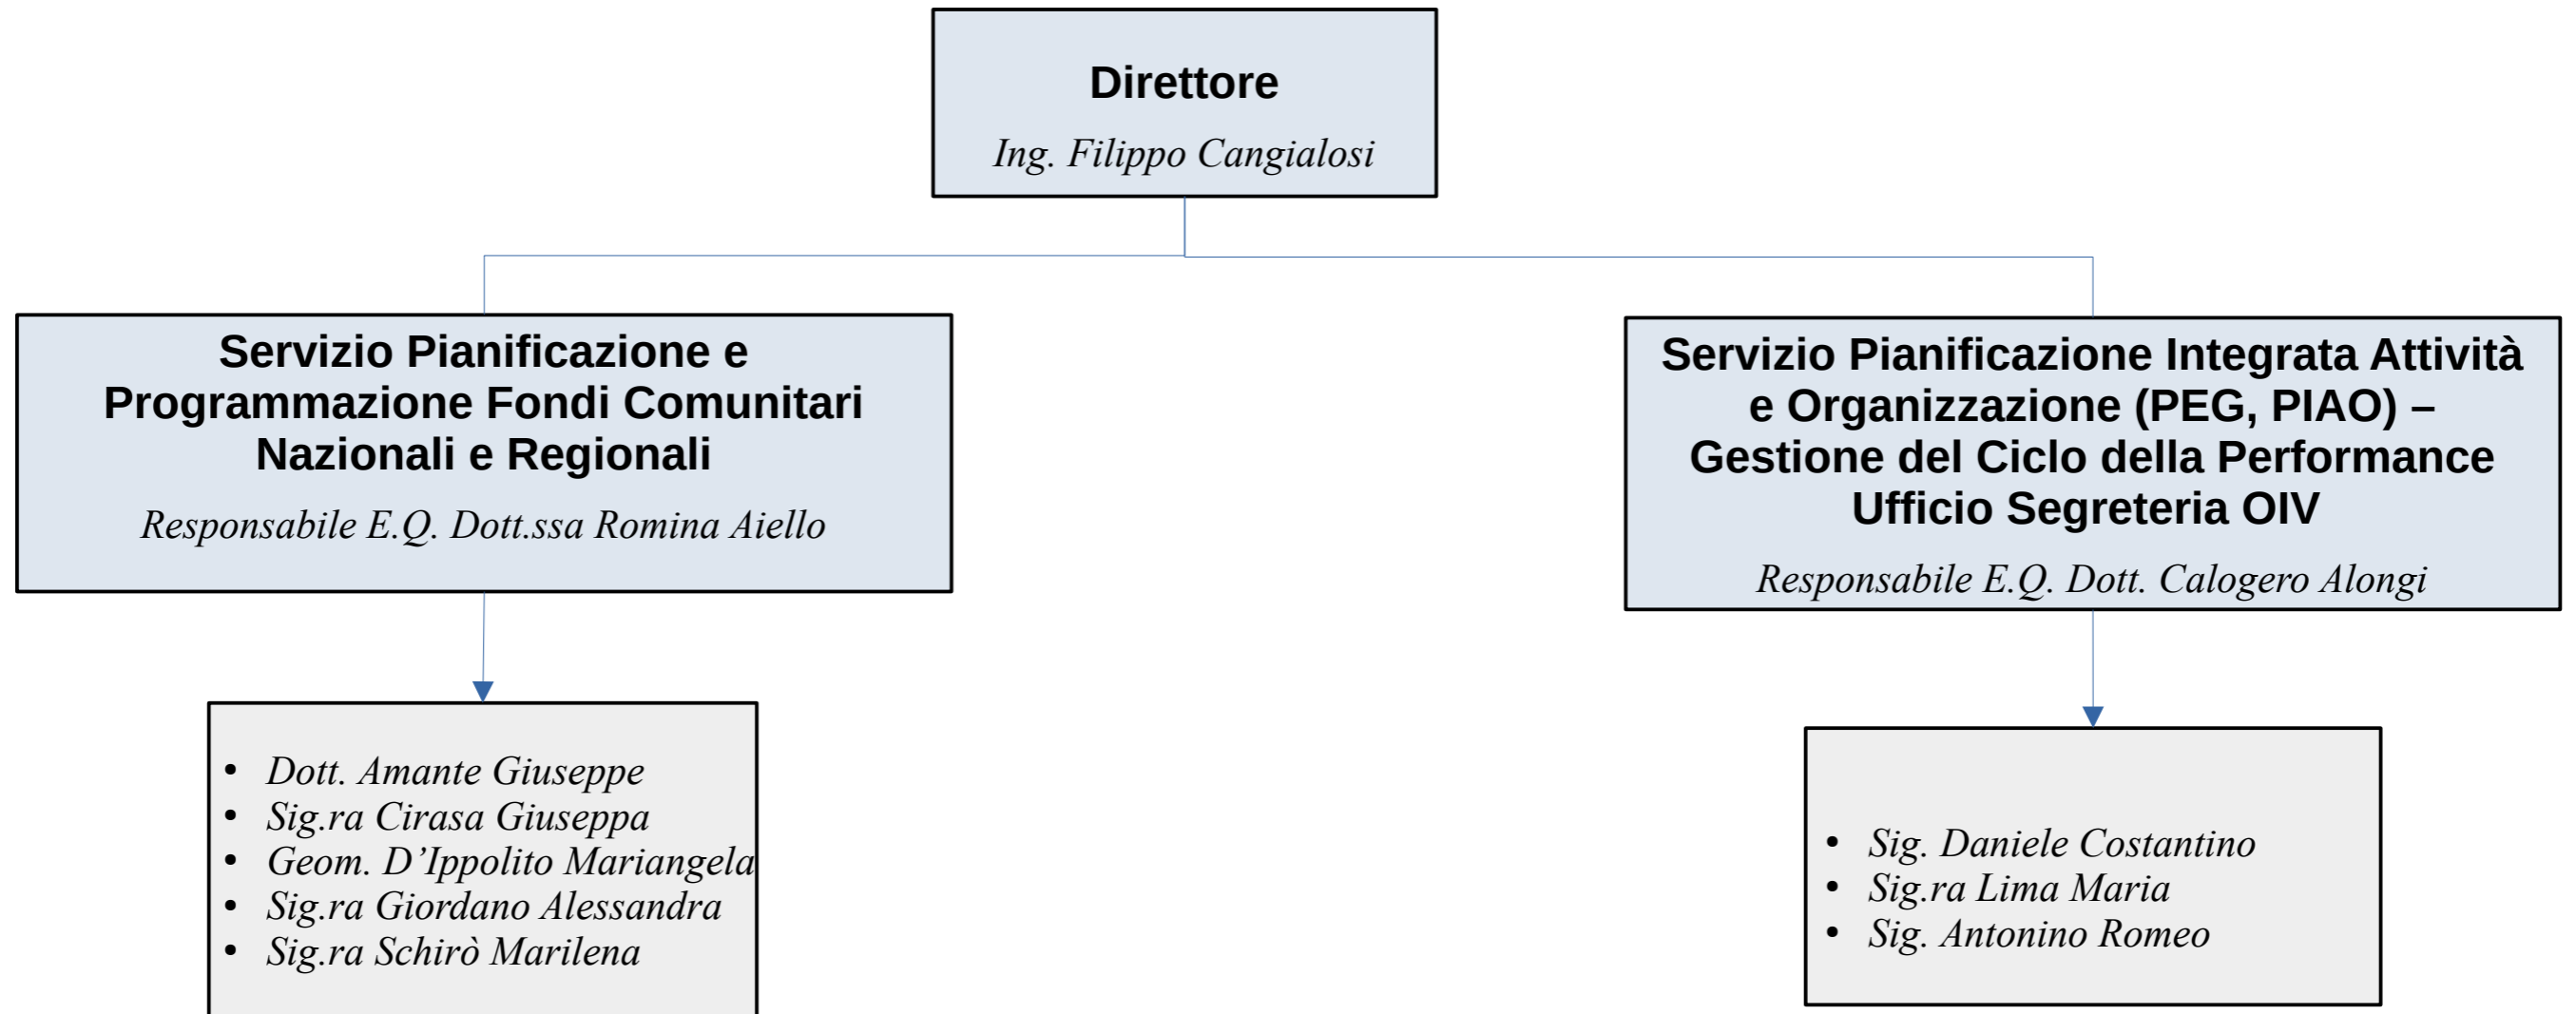 Direttore
Ing. Filippo Cangialosi
Servizio Pianificazione e
Programmazione Fondi Comunitari
Nazionali e Regionali
Responsabile E.Q. Dott.ssa Romina Aiello
Servizio Pianificazione Integrata Attività
e Organizzazione (PEG, PIAO) –
Gestione del Ciclo della Performance
Ufficio Segreteria OIV
Responsabile E.Q. Dott. Calogero Alongi
• Dott. Amante Giuseppe
• Sig.ra Cirasa Giuseppa
• Geom. D’Ippolito Mariangela
• Sig.ra Giordano Alessandra
• Sig.ra Schirò Marilena
• Sig. Daniele Costantino
• Sig.ra Lima Maria
• Sig. Antonino Romeo